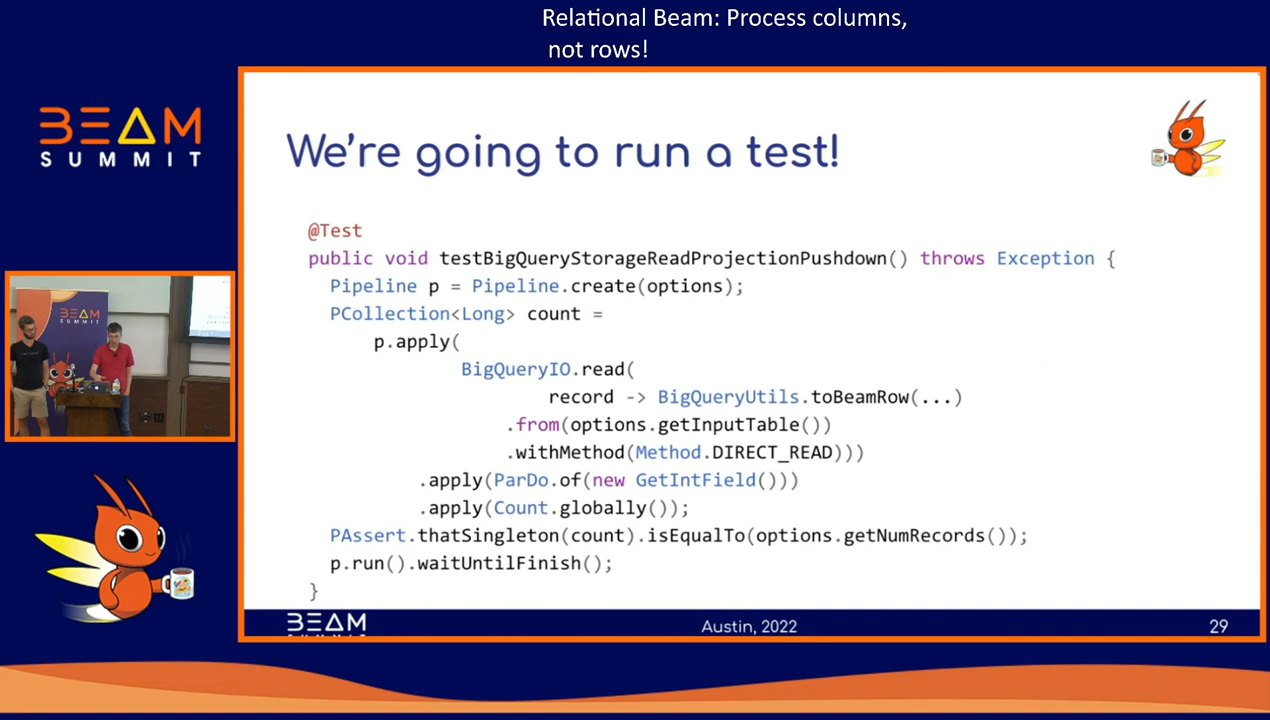 Relational Beam: Process columns,
not rows!
BEAM
SUMMIT
We're going to run a test!
@Test
public void testBigQueryStorageReadProjectionPushdown() throws Exception {
Pipeline p = Pipeline.create(options);
PCollection<Long> count =
p.apply(
BigQueryIO.read(
record -> BigQueryUtils.toBeamRow(...)
.from(options.getInputTable())
.withMethod(Method.DIRECT_READ)))
.apply(ParDo.of(new GetIntField()))
.apply(Count.globally());
PAssert.thatSingleton(count).isEqualTo(options.getNumRecords());
p.run().waitUntilFinish();
}
BEAM
SUMMIT
BEAM
Austin, 2022
29